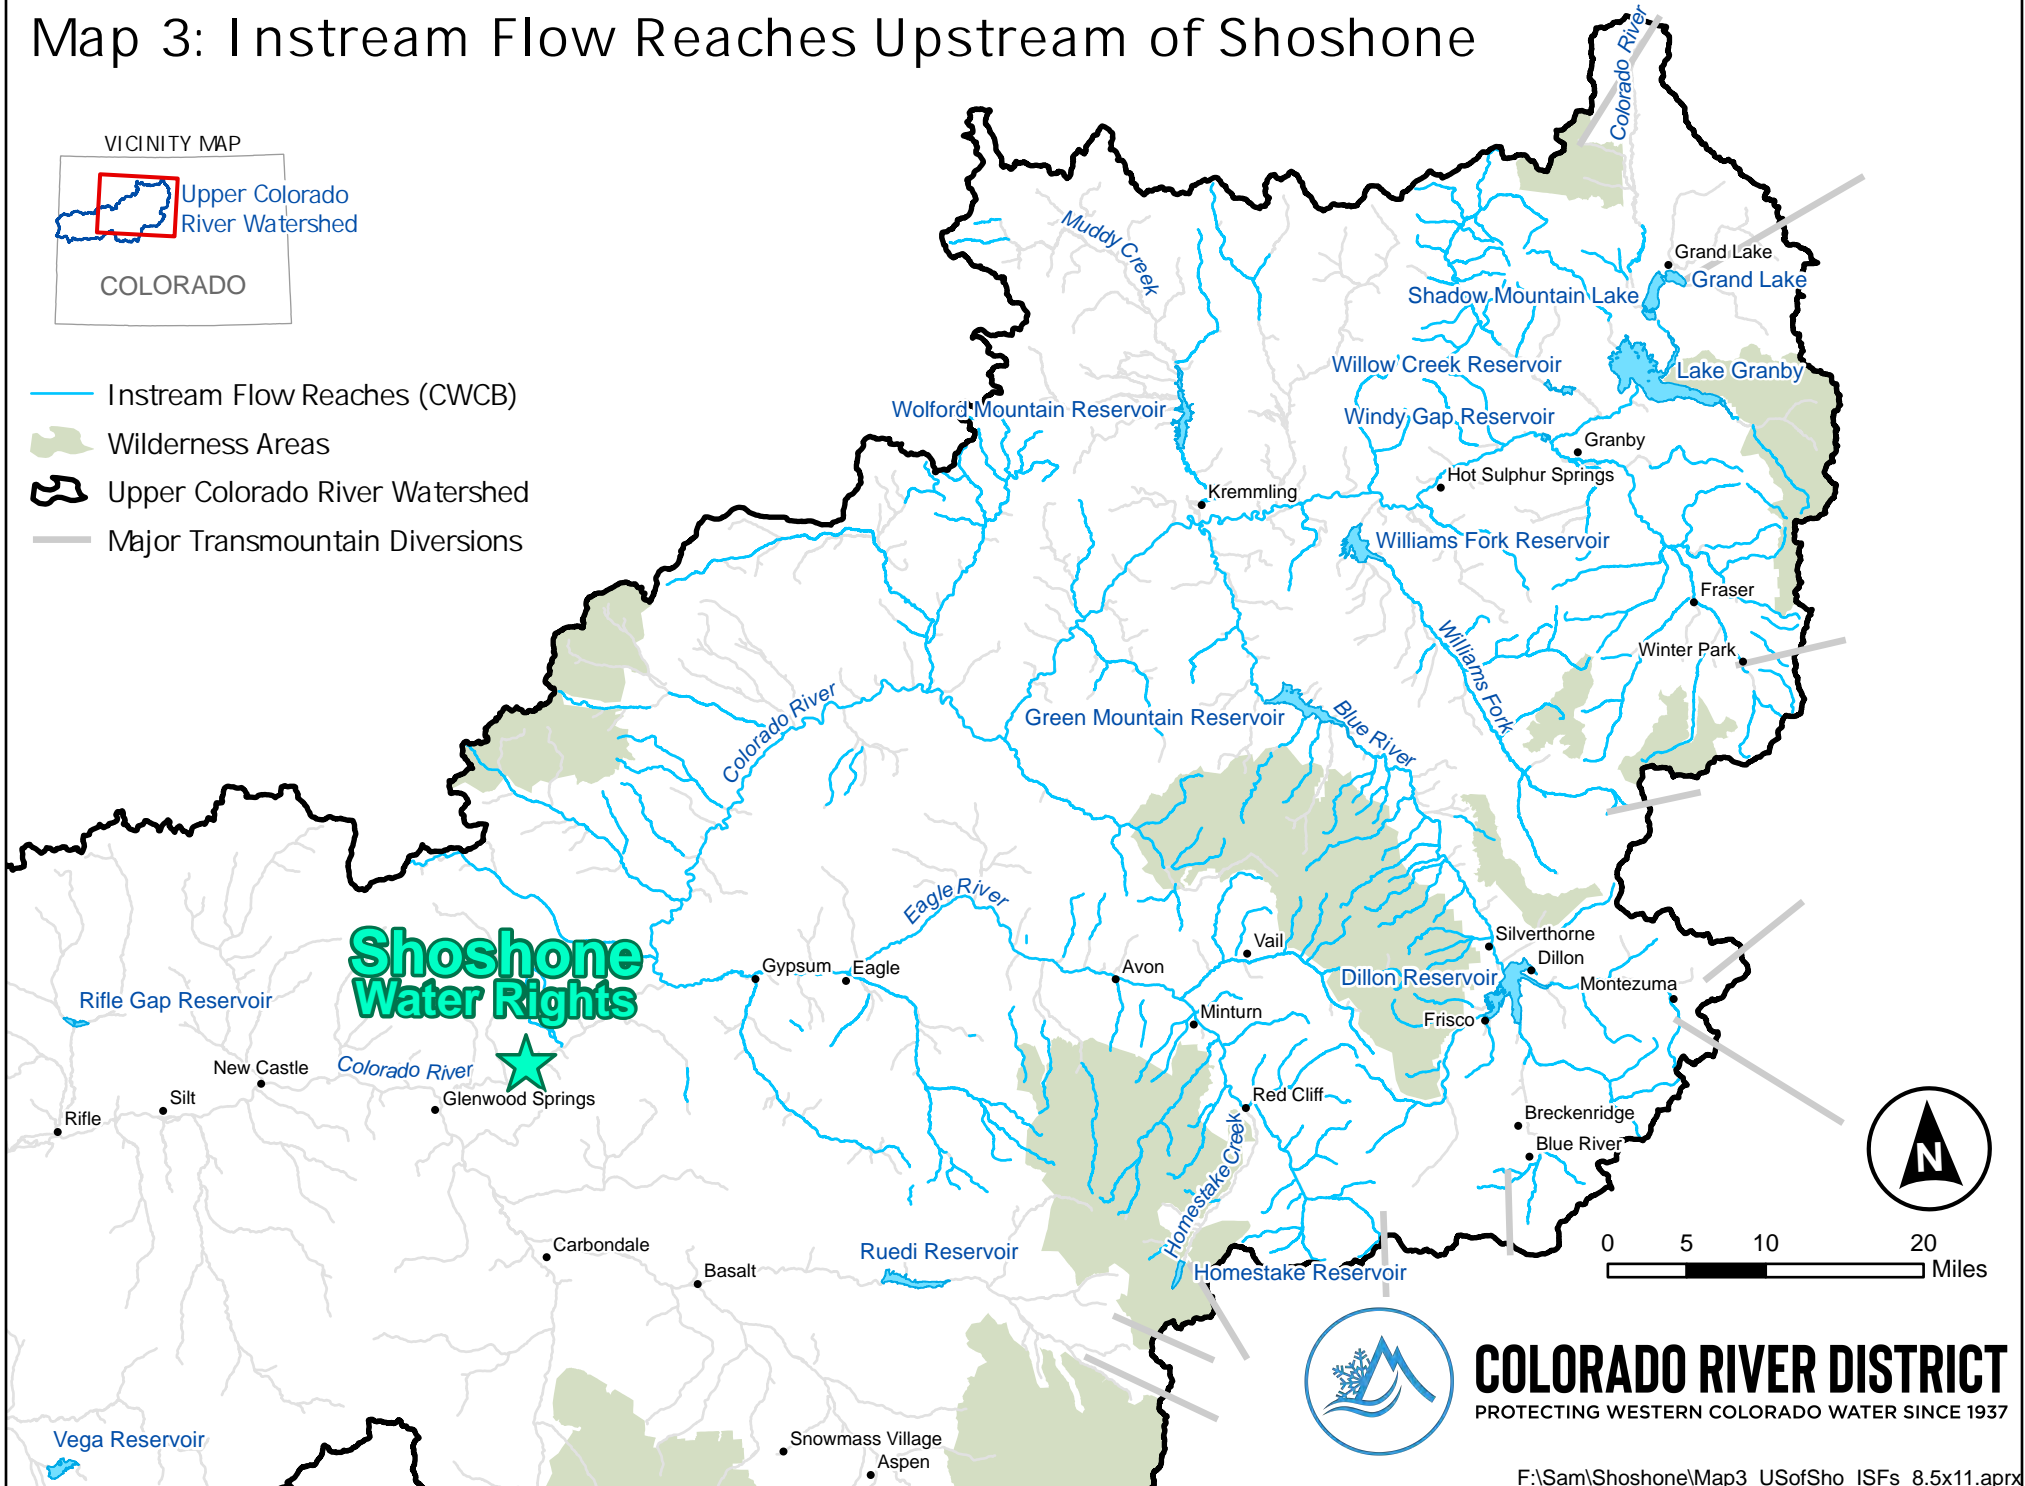 Map 3: Instream Flow Reaches Upstream of Shoshone
VICINITY MAP
Upper Colorado
River Watershed
COLORADO
Instream Flow Reaches (CWCB)
Wilderness Areas
Upper Colorado River Watershed
Major Transmountain Diversions
Colorado River
Muddy Creek
Grand Lake
Grand Lake
Shadow Mountain Lake
Willow Creek Reservoir
Lake Granby
Wolford Mountain Reservoir
Windy Gap Reservoir
Granby
Hot Sulphur Springs
Kremmling
Williams Fork Reservoir
Fraser
Winter Park
Williams Fork
Colorado River
Green Mountain Reservoir
Blue River
Eagle River
Shoshone
Water Rights
Silverthorne
Dillon
Vail
Gypsum
Eagle
Avon
Dillon Reservoir
Montezuma
Rifle Gap Reservoir
Minturn
Frisco
New Castle
Colorado River
Silt
Glenwood Springs
Red Cliff
Rifle
Breckenridge
Blue River
Homestake Creek
N
Carbondale
Ruedi Reservoir
Basalt
Homestake Reservoir
0 5 10 20
Miles
COLORADO RIVER DISTRICT
PROTECTING WESTERN COLORADO WATER SINCE 1937
Vega Reservoir
Snowmass Village
Aspen
F:\Sam\Shoshone\Map3_USofSho_ISFs_8.5x11.aprx